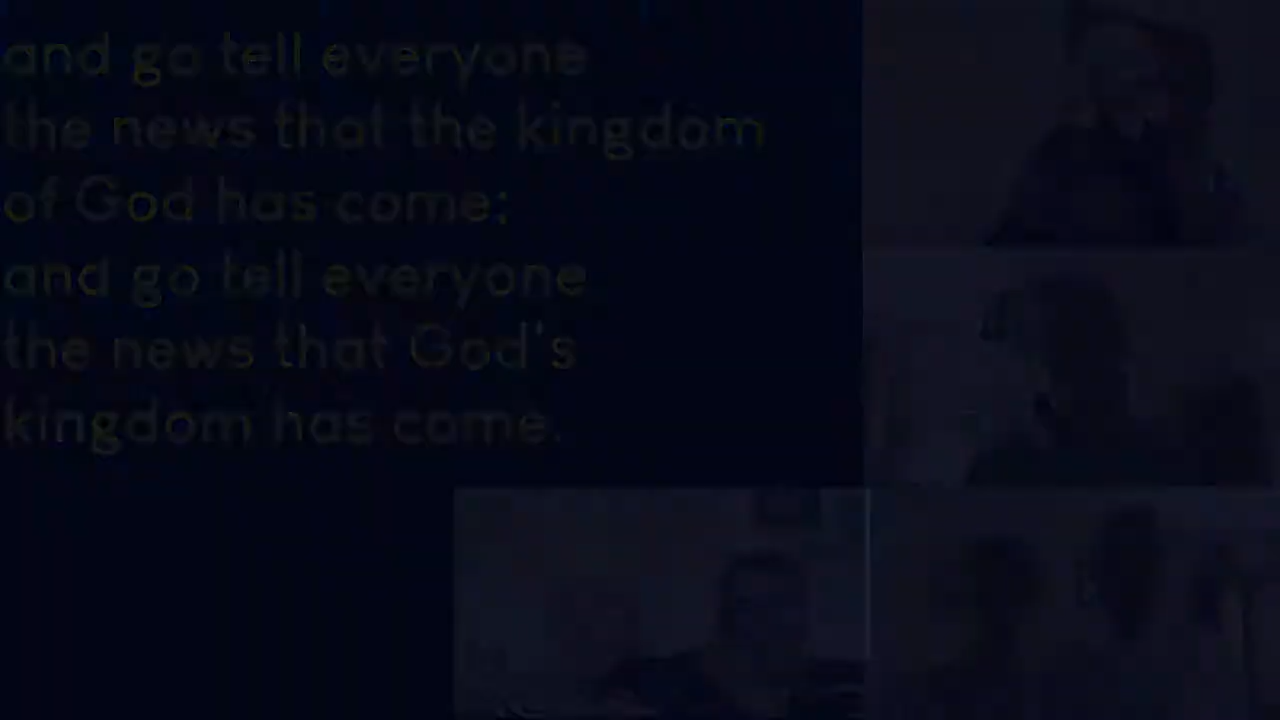 and go tell everyone
the news that the kingdom
of God has come;
and go tell everyone
the news that God's
kingdom has come.